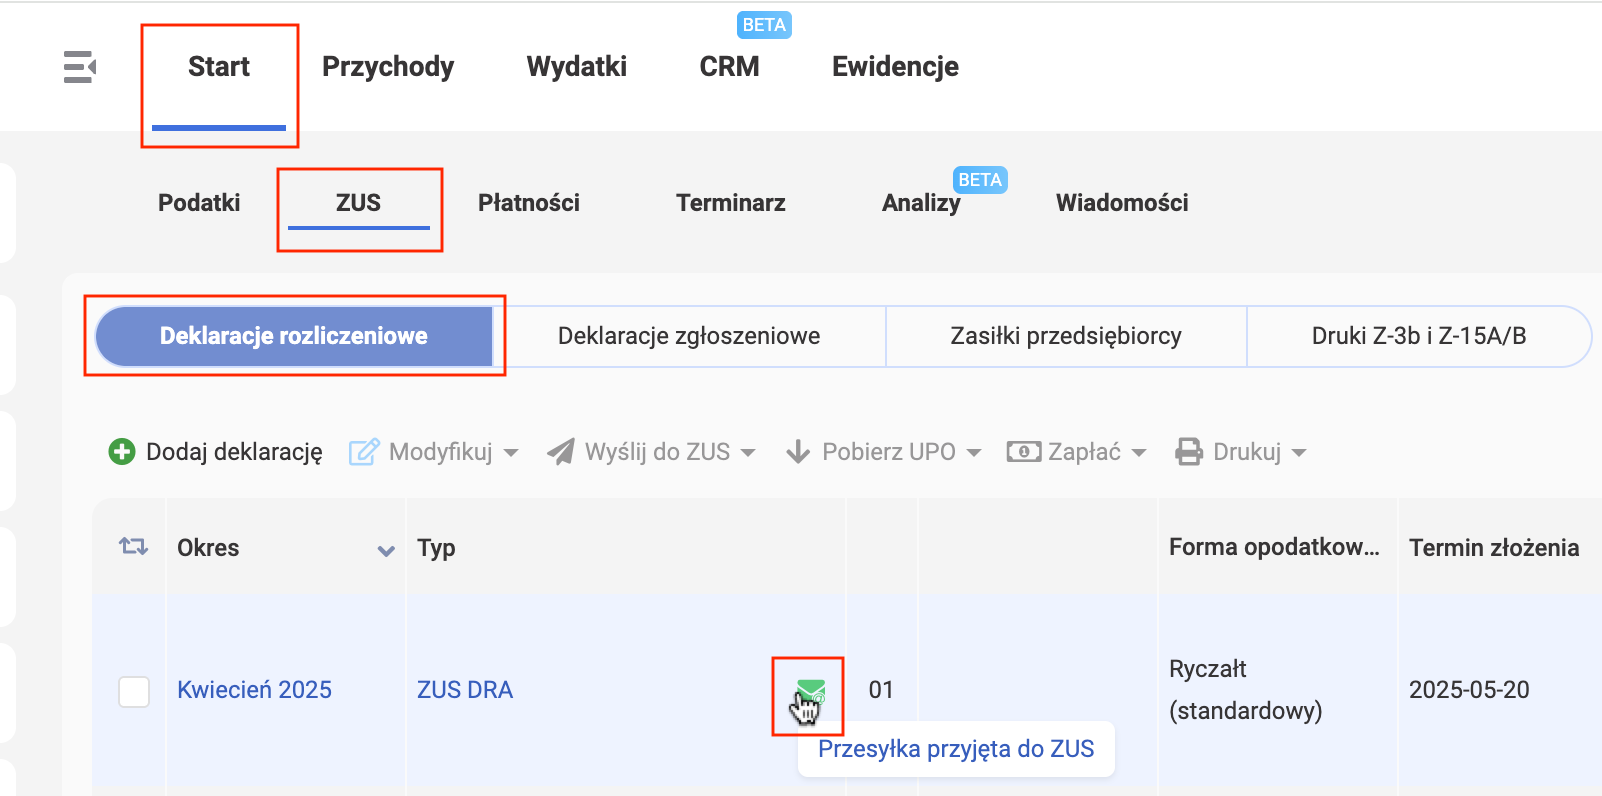 BETA
Start Przychody Wydatki CRM Ewidencje
BETA
Podatki ZUS Płatności Terminarz Analizy Wiadomości
Deklaracje rozliczeniowe Deklaracje zgłoszeniowe Zasiłki przedsiębiorcy Druki Z-3b i Z-15A/B
Dodaj deklarację Modyfikuj Wyślij do ZUS Pobierz UPO Zapłać Drukuj
Okres Typ Forma opodatkow... Termin złożenia
Kwiecień 2025 ZUS DRA 01 Ryczałt (standardowy) 2025-05-20
Przesyłka przyjęta do ZUS